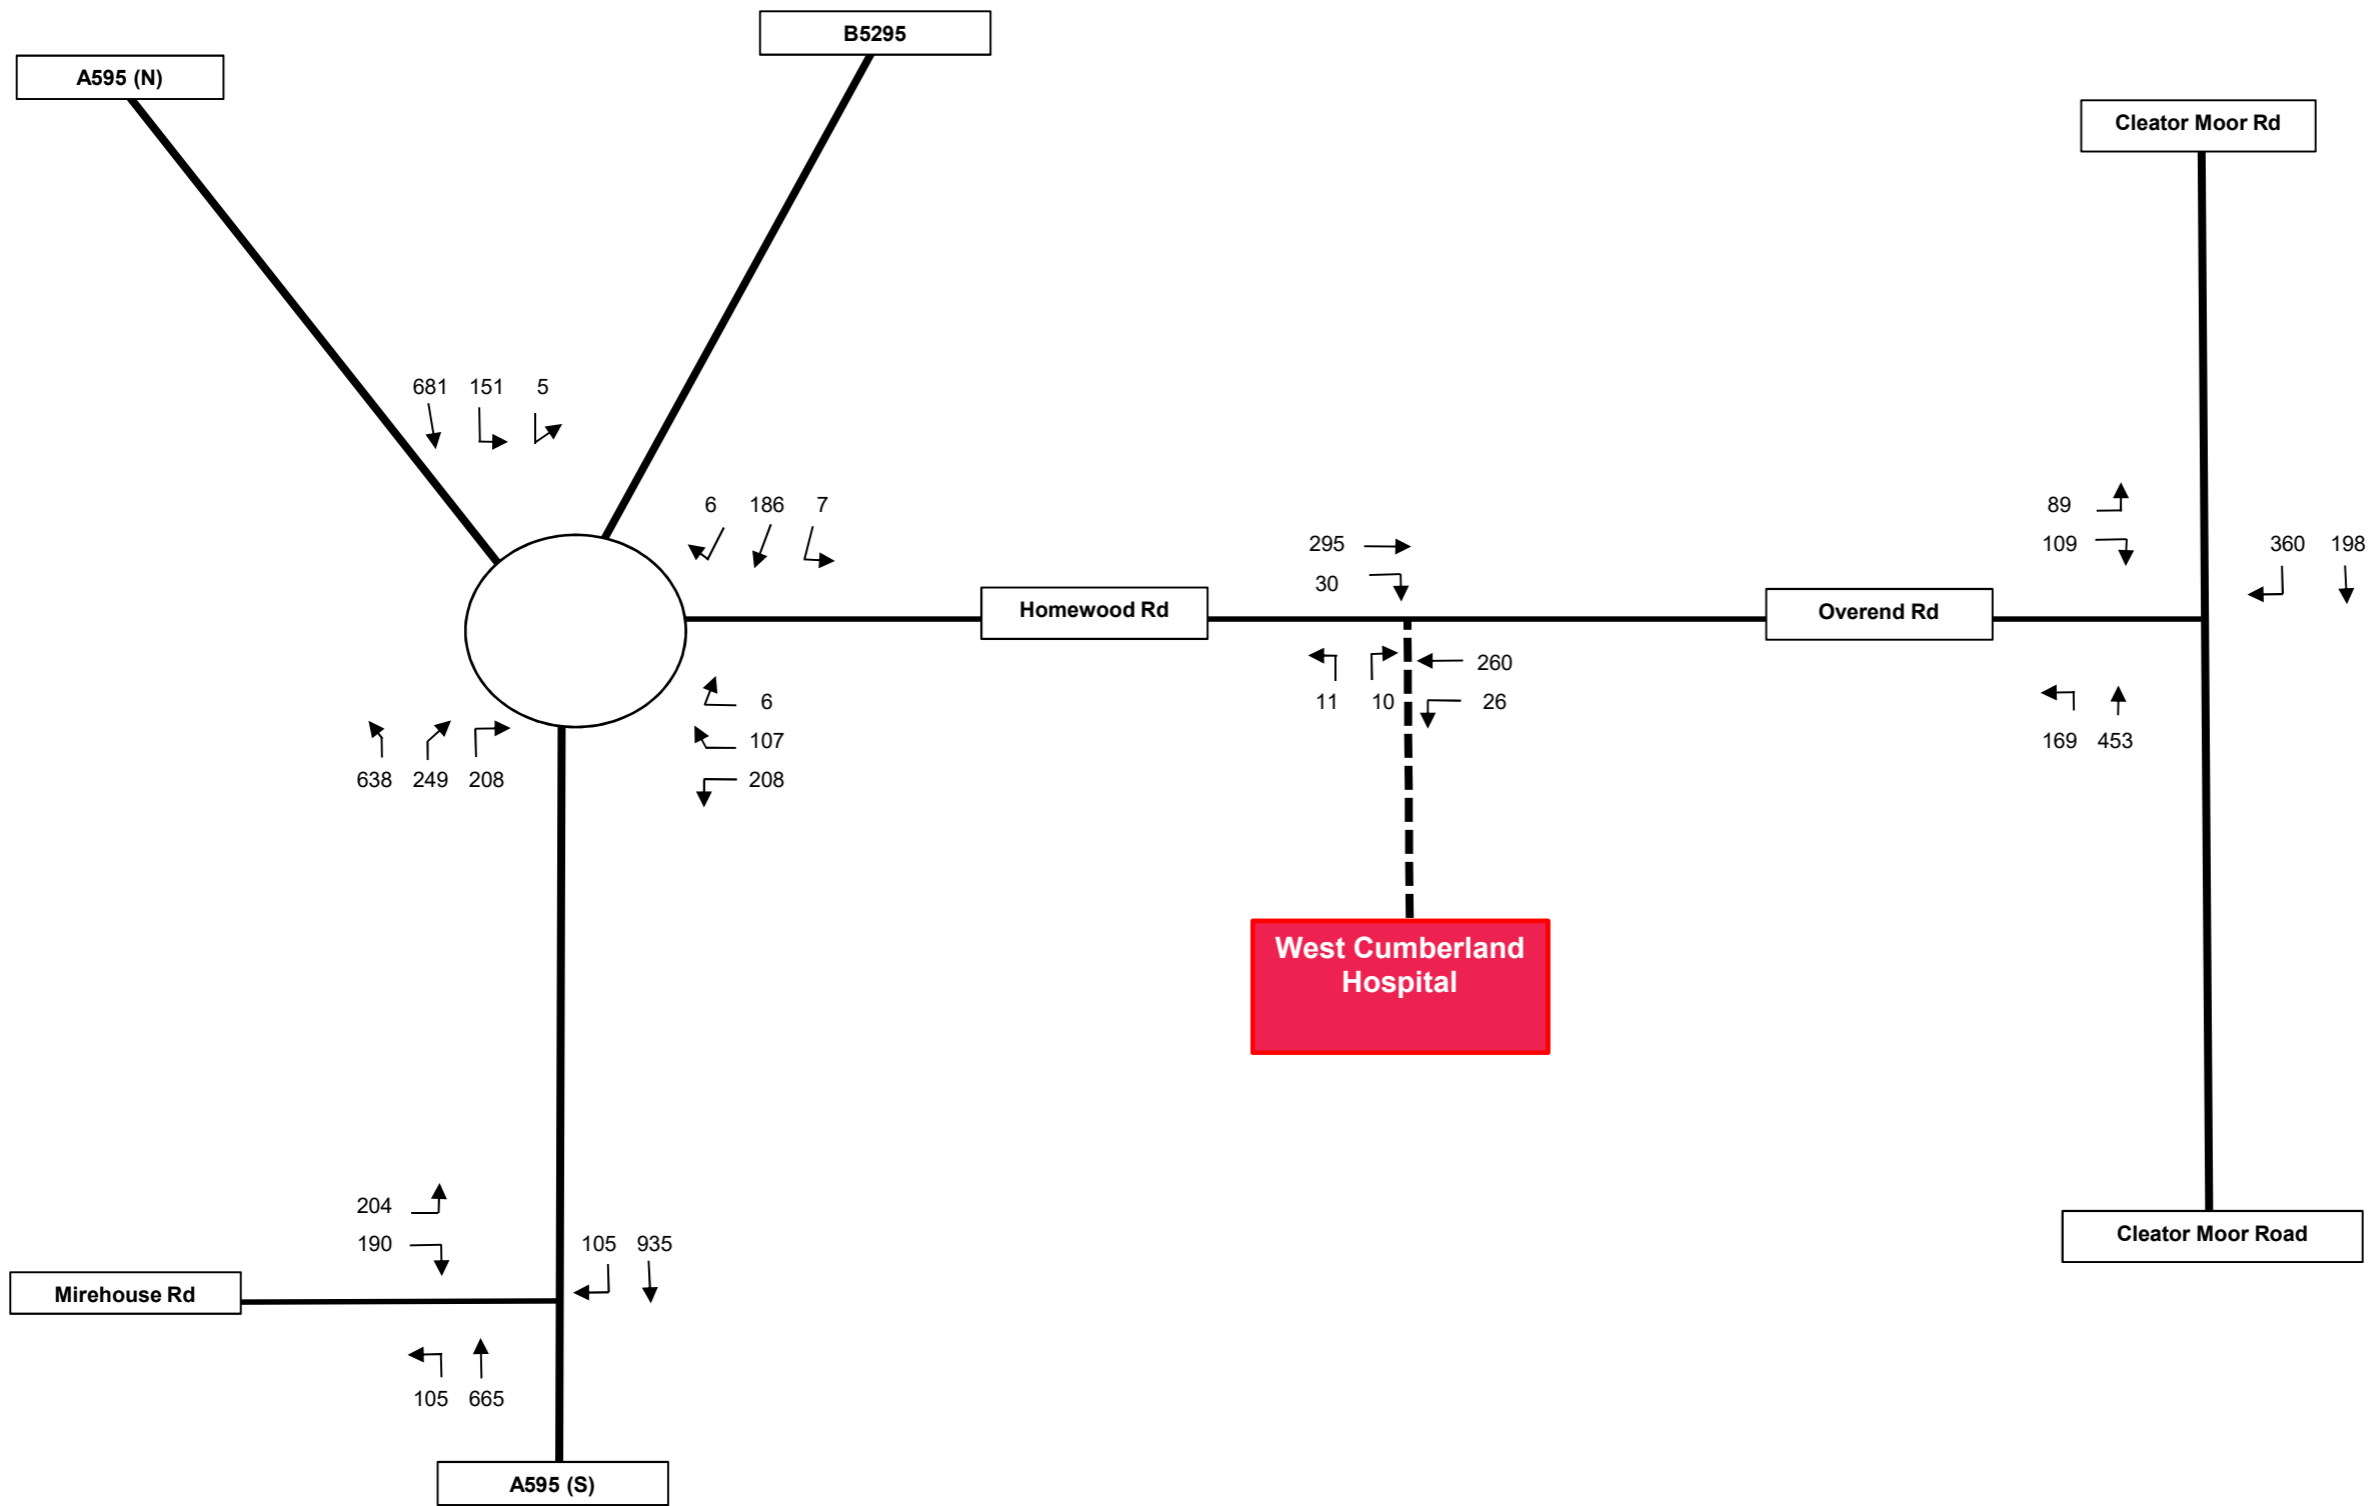 B5295
A595 (N)
Cleator Moor Rd
681 151 5
6 186 7
89
109
295
30
360 198
Homewood Rd
Overend Rd
260
11 10 26
6
107
208
638 249 208
169 453
West Cumberland
Hospital
204
190
105 935
Cleator Moor Road
Mirehouse Rd
105 665
A595 (S)